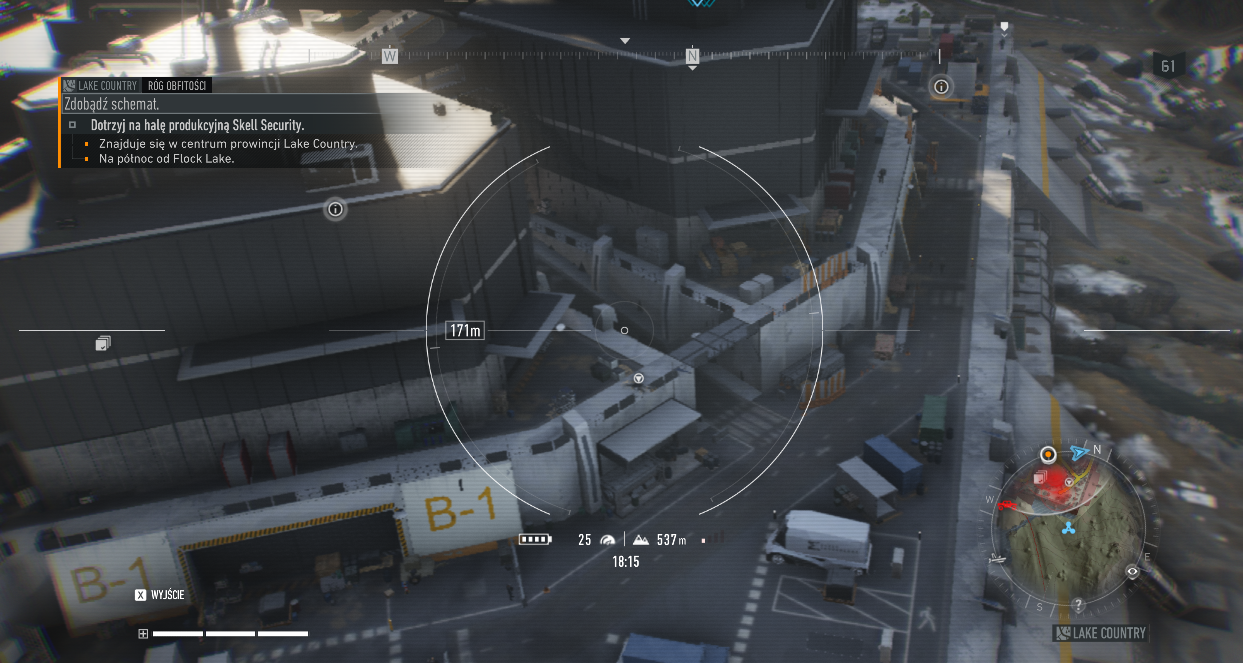 W
N
61
LAKE COUNTRY RÓG OBFITOŚCI
Zdobądź schemat.
Dotrzyj na halę produkcyjną Skell Security.
Znajduje się w centrum prowincji Lake Country.
Na północ od Flock Lake.
171m
B-1
B-1
25 537 m
18:15
X WYJŚCIE
N
W
E
S
?
LAKE COUNTRY